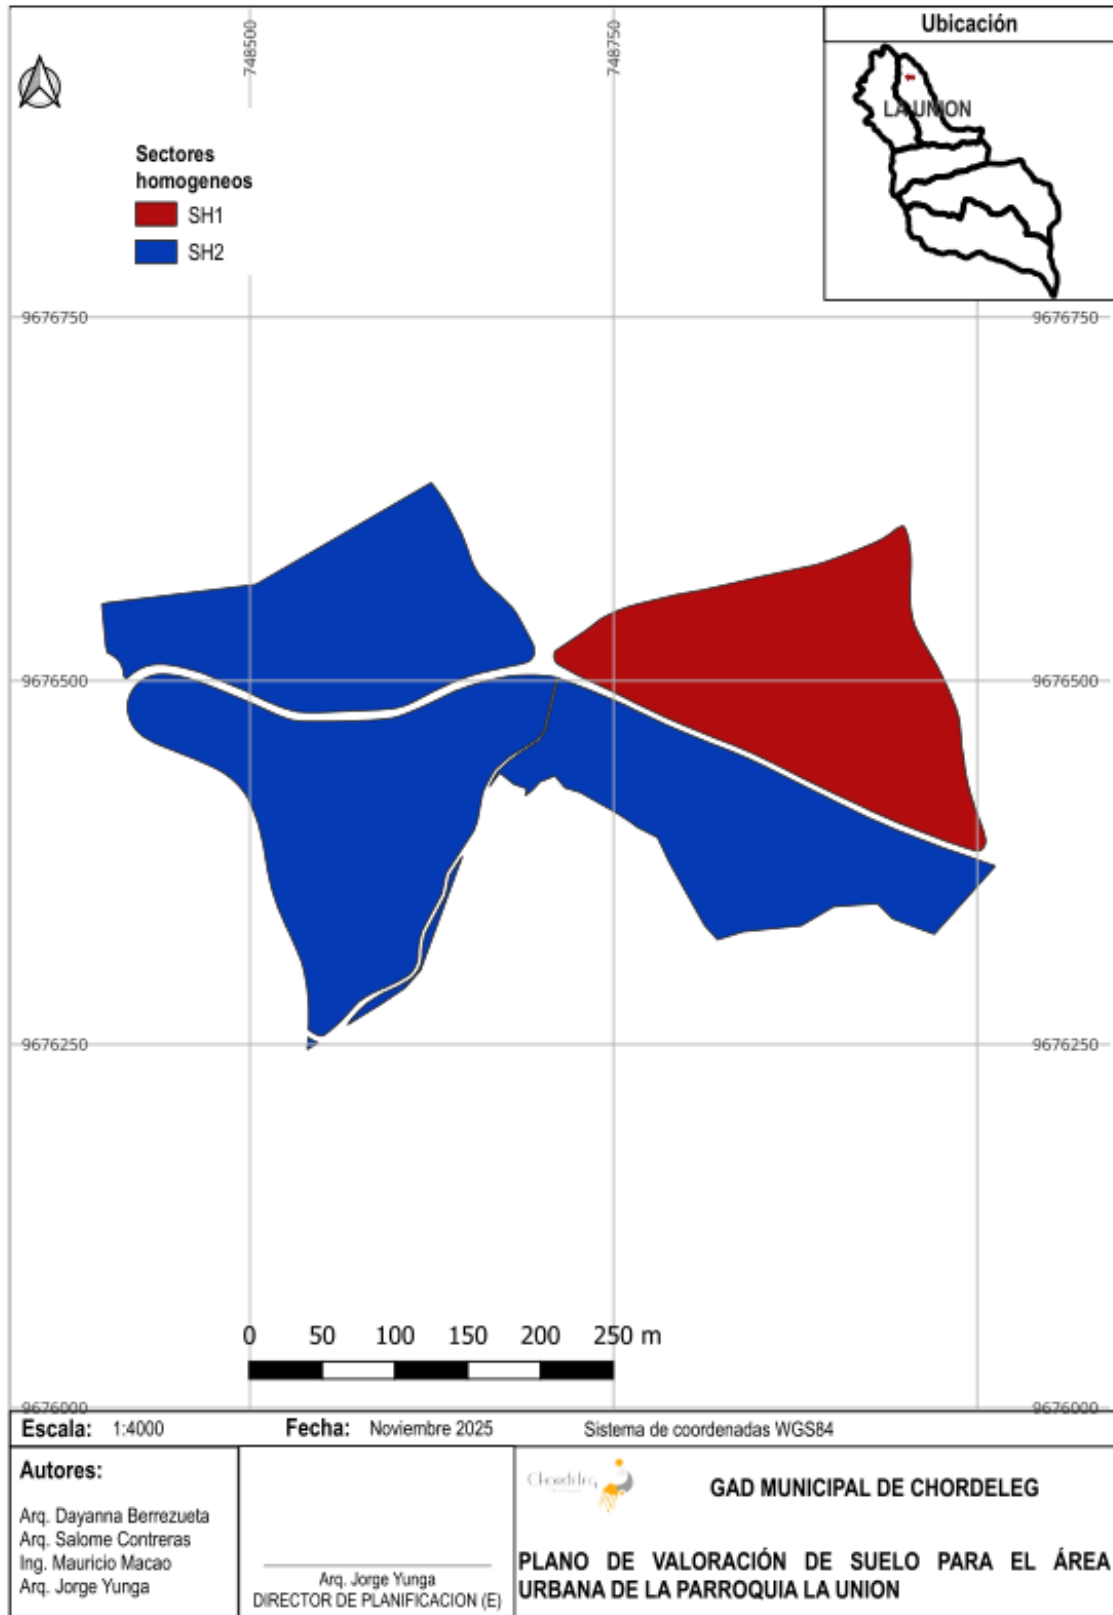 748500
748750
Ubicación
LA UNION
Sectores
homogeneos
SH1
SH2
9676750
9676750
9676500
9676500
9676250
9676250
0 50 100 150 200 250 m
9676000
9676000
Escala: 1:4000 Fecha: Noviembre 2025 Sistema de coordenadas WGS84
Autores:
Arq. Dayanna Berrezueta
Arq. Salome Contreras
Ing. Mauricio Macao
Arq. Jorge Yunga
Arq. Jorge Yunga
DIRECTOR DE PLANIFICACION (E)
Chordeleg
GAD MUNICIPAL DE CHORDELEG
PLANO DE VALORACIÓN DE SUELO PARA EL ÁREA
URBANA DE LA PARROQUIA LA UNION